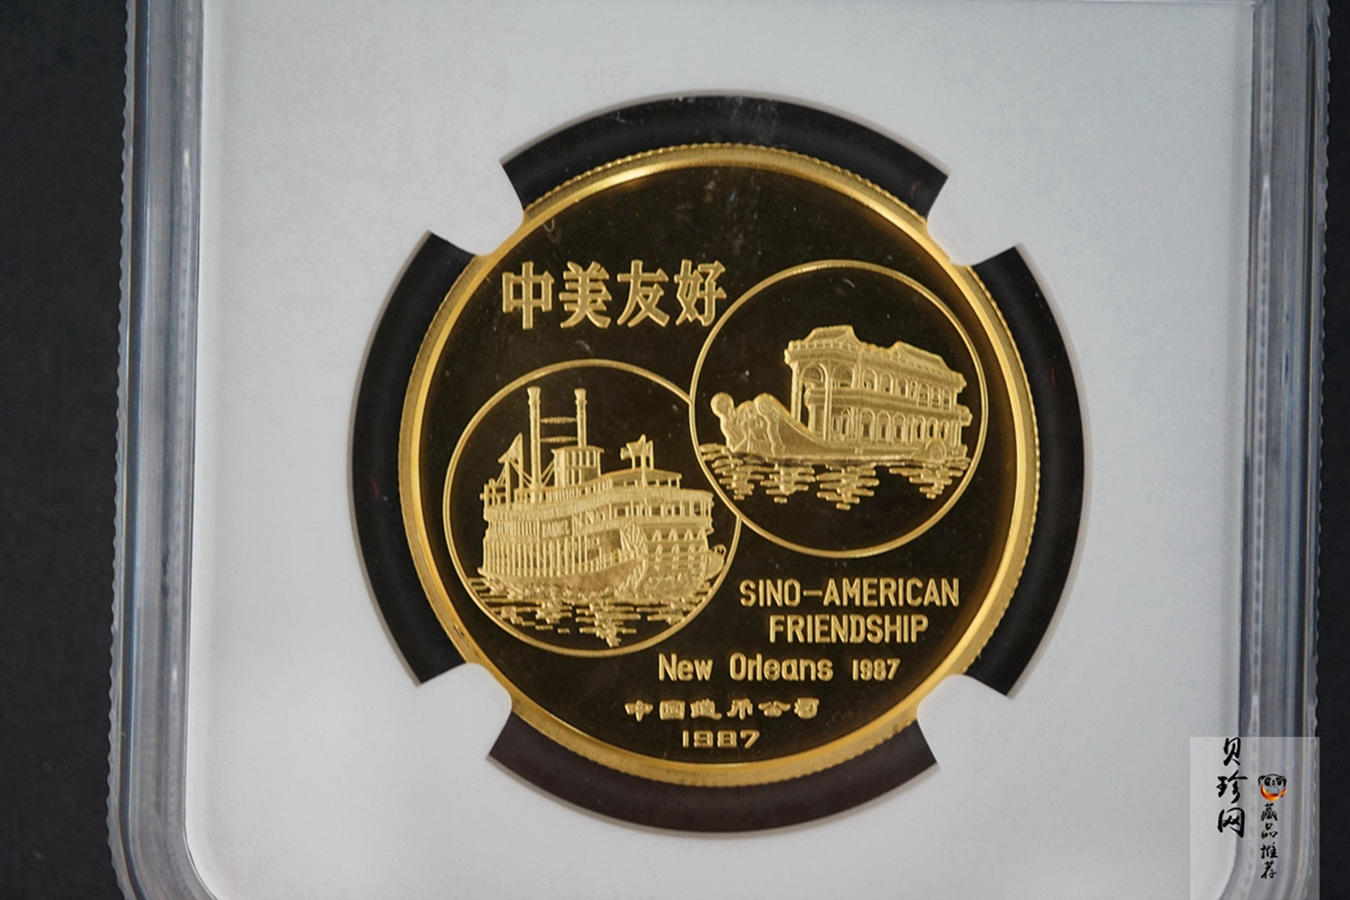 中美友好
SINO-AMERICAN
FRIENDSHIP
New Orleans 1987
中国造币公司
1987
贝珍网
藏品推荐